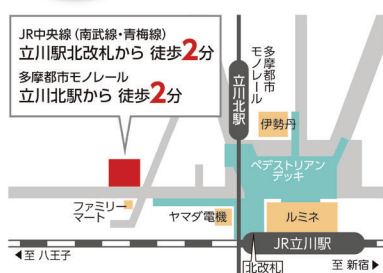 JR中央線（南武線・青梅線）
立川駅北改札から 徒歩2分
多摩都市モノレール
立川北駅から 徒歩2分
多摩都市
モノレール
立川北駅
伊勢丹
ペデストリアン
デッキ
ファミリー
マート
ヤマダ電機
ルミネ
JR立川駅
◀至 八王子
北改札
至 新宿▶